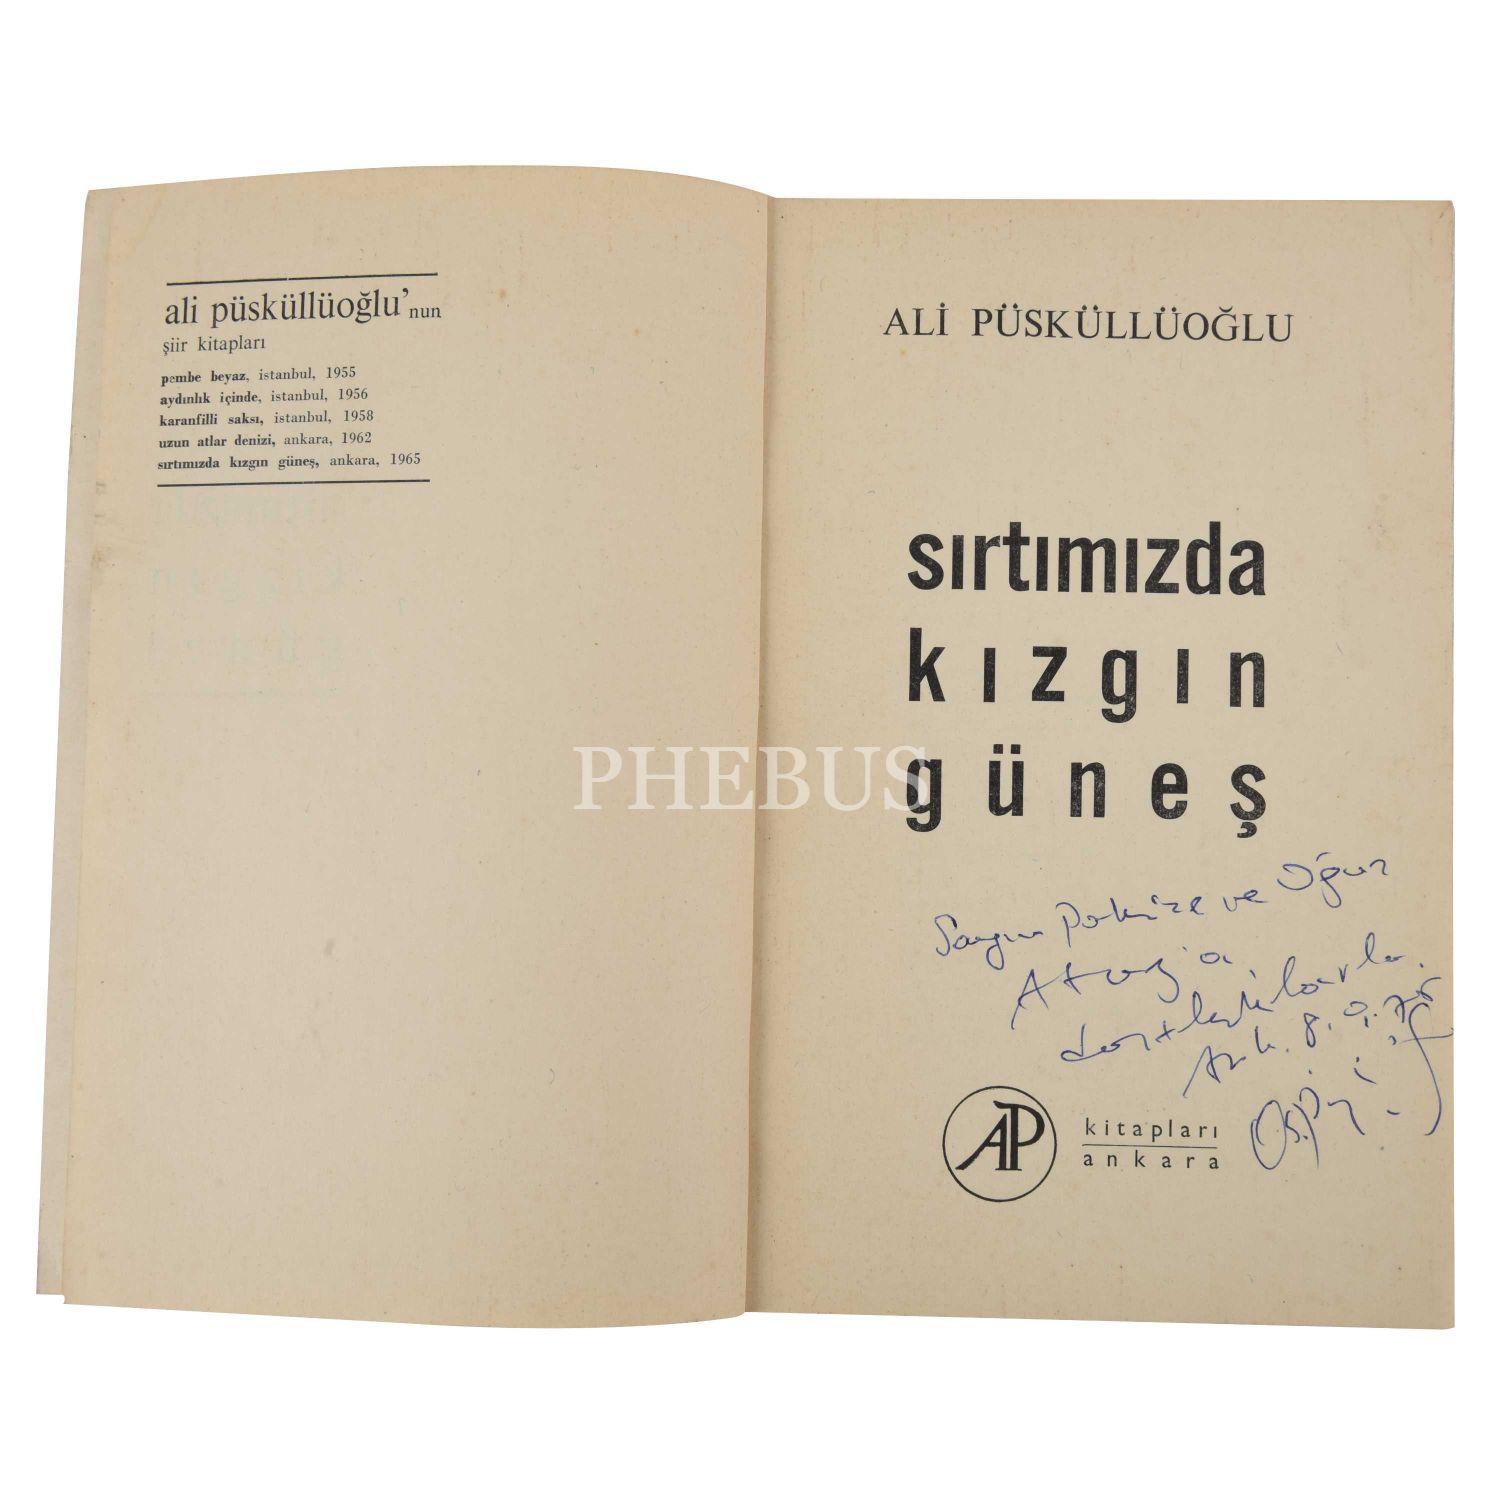 ali püsküllüoğlu'nun
şiir kitapları
pembe beyaz, istanbul, 1955
aydınlık içinde, istanbul, 1956
karanfilli saksı, istanbul, 1958
uzun atlar denizi, ankara, 1962
sırtımızda kızgın güneş, ankara, 1965
ALİ PÜSKÜLLÜOĞLU
sırtımızda
kızgın
güneş
PHEBUS
Sayın Pakize ve Oğuz
dostluklarla.
Ank.
AP
kitapları
ankara